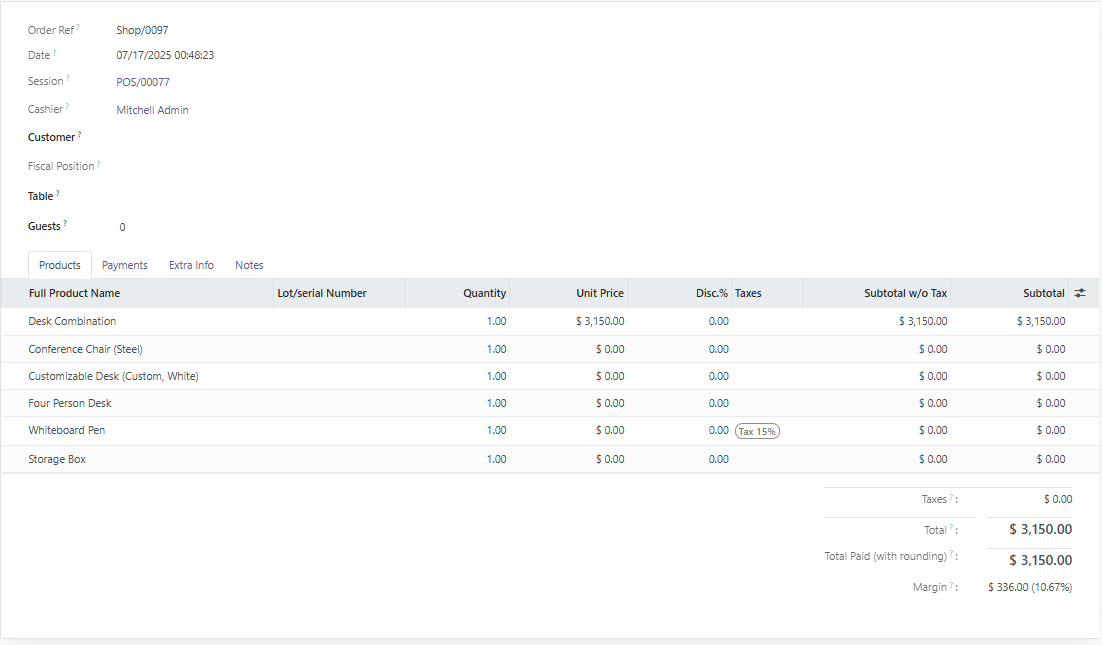 Order Ref ? Shop/0097
Date ? 07/17/2025 00:48:23
Session ? POS/00077
Cashier ? Mitchell Admin
Customer ?
Fiscal Position ?
Table ?
Guests ? 0
Products Payments Extra Info Notes
Full Product Name Lot/serial Number Quantity Unit Price Disc.% Taxes Subtotal w/o Tax Subtotal
Desk Combination 1.00 $ 3,150.00 0.00 $ 3,150.00 $ 3,150.00
Conference Chair (Steel) 1.00 $ 0.00 0.00 $ 0.00 $ 0.00
Customizable Desk (Custom, White) 1.00 $ 0.00 0.00 $ 0.00 $ 0.00
Four Person Desk 1.00 $ 0.00 0.00 $ 0.00 $ 0.00
Whiteboard Pen 1.00 $ 0.00 0.00 Tax 15% $ 0.00 $ 0.00
Storage Box 1.00 $ 0.00 0.00 $ 0.00 $ 0.00
Taxes ? : $ 0.00
Total ? : $ 3,150.00
Total Paid (with rounding) ? : $ 3,150.00
Margin ? : $ 336.00 (10.67%)